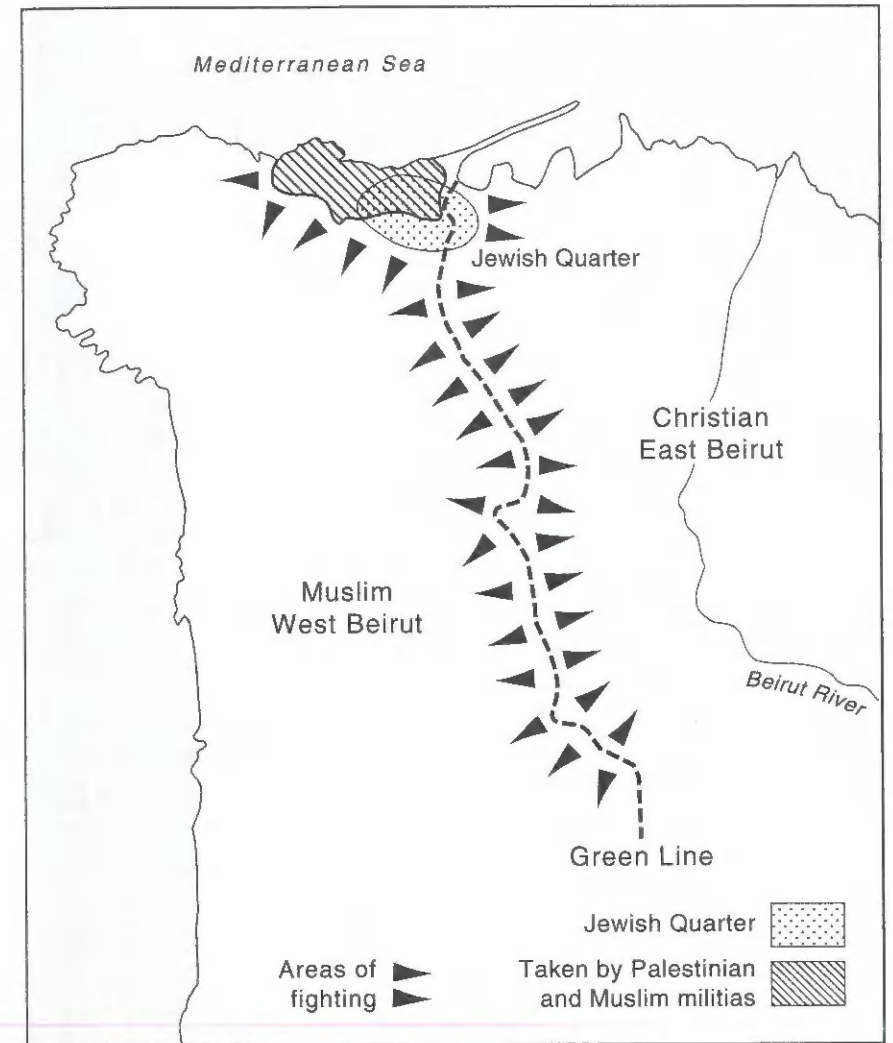 Mediterranean Sea
Jewish Quarter
Christian
East Beirut
Muslim
West Beirut
Beirut River
Green Line
Jewish Quarter
Areas of
fighting
Taken by Palestinian
and Muslim militias